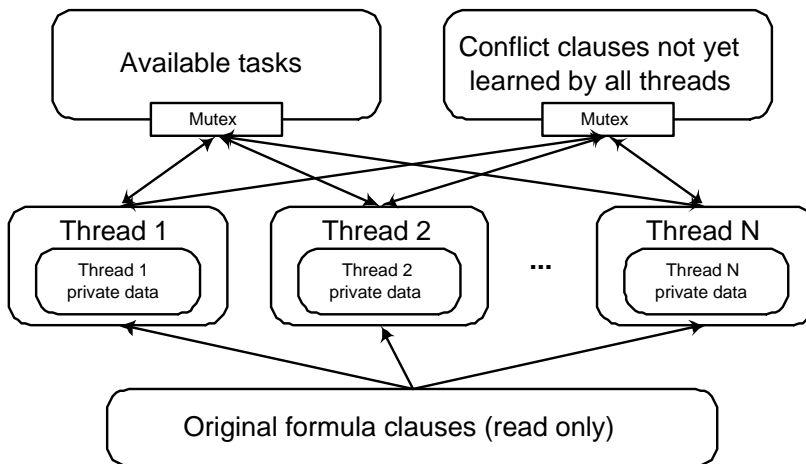 Available tasks
Mutex
Conflict clauses not yet
learned by all threads
Mutex
Thread 1
Thread 1
private data
Thread 2
Thread 2
private data
...
Thread N
Thread N
private data
Original formula clauses (read only)